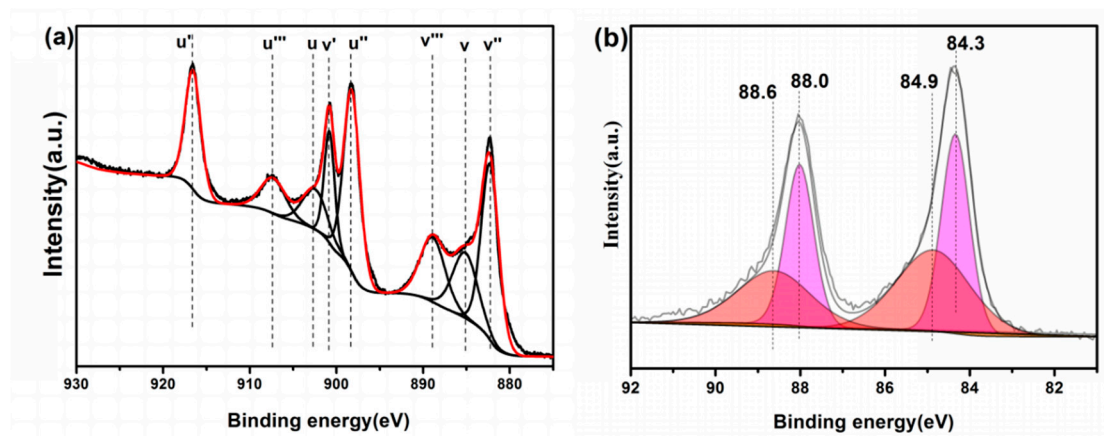 (a)
u'
u'''
u
v'
u''
v'''
v
v''
Intensity(a.u.)
930
920
910
900
890
880
Binding energy(eV)
(b)
88.6
88.0
84.9
84.3
Intensity(a.u.)
92
90
88
86
84
82
Binding energy(eV)